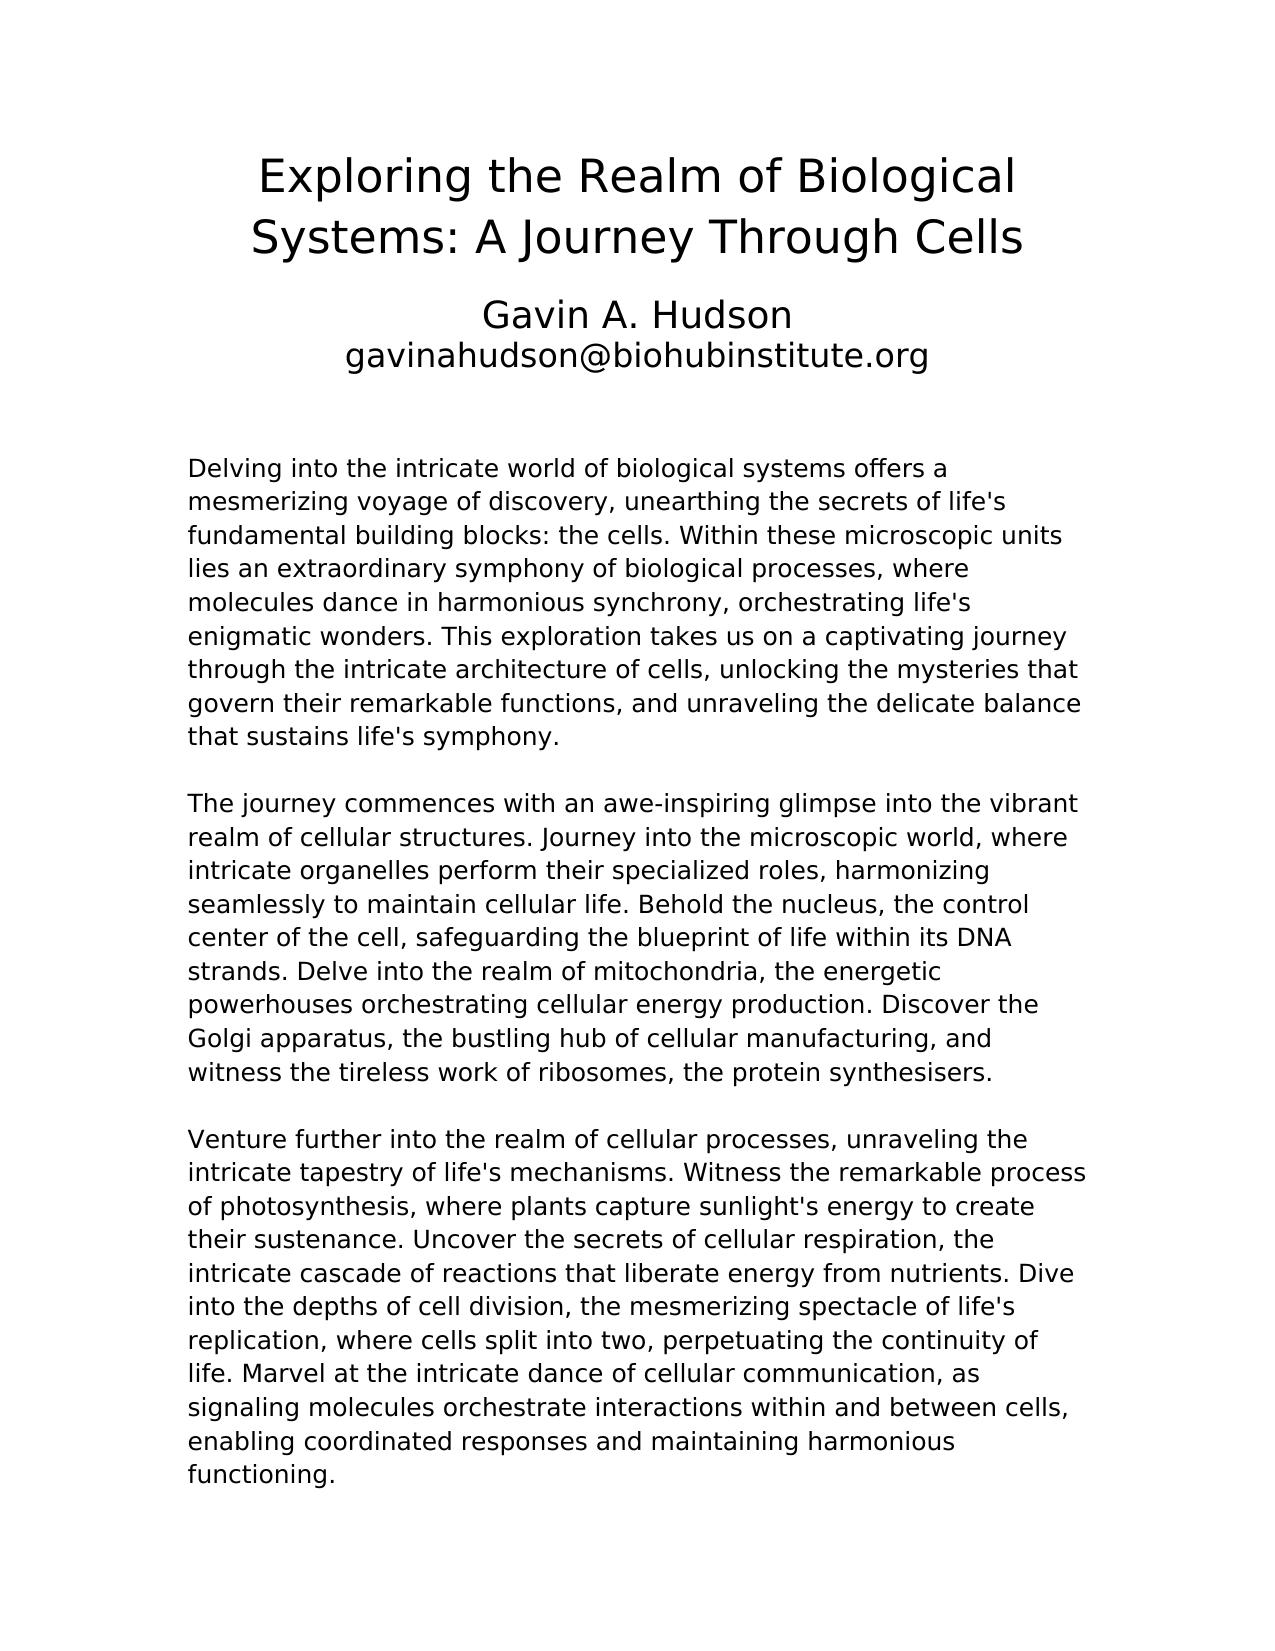 Exploring the Realm of Biological
Systems: A Journey Through Cells
Gavin A. Hudson
gavinahudson@biohubinstitute.org
Delving into the intricate world of biological systems offers a
mesmerizing voyage of discovery, unearthing the secrets of life's
fundamental building blocks: the cells. Within these microscopic units
lies an extraordinary symphony of biological processes, where
molecules dance in harmonious synchrony, orchestrating life's
enigmatic wonders. This exploration takes us on a captivating journey
through the intricate architecture of cells, unlocking the mysteries that
govern their remarkable functions, and unraveling the delicate balance
that sustains life's symphony.
The journey commences with an awe-inspiring glimpse into the vibrant
realm of cellular structures. Journey into the microscopic world, where
intricate organelles perform their specialized roles, harmonizing
seamlessly to maintain cellular life. Behold the nucleus, the control
center of the cell, safeguarding the blueprint of life within its DNA
strands. Delve into the realm of mitochondria, the energetic
powerhouses orchestrating cellular energy production. Discover the
Golgi apparatus, the bustling hub of cellular manufacturing, and
witness the tireless work of ribosomes, the protein synthesisers.
Venture further into the realm of cellular processes, unraveling the
intricate tapestry of life's mechanisms. Witness the remarkable process
of photosynthesis, where plants capture sunlight's energy to create
their sustenance. Uncover the secrets of cellular respiration, the
intricate cascade of reactions that liberate energy from nutrients. Dive
into the depths of cell division, the mesmerizing spectacle of life's
replication, where cells split into two, perpetuating the continuity of
life. Marvel at the intricate dance of cellular communication, as
signaling molecules orchestrate interactions within and between cells,
enabling coordinated responses and maintaining harmonious
functioning.